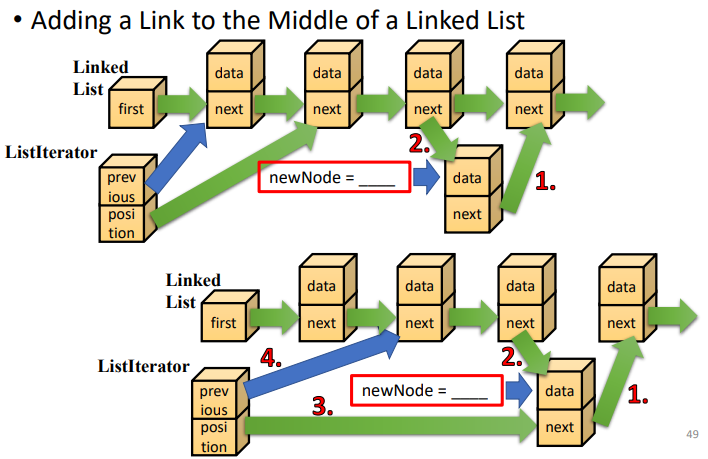 • Adding a Link to the Middle of a Linked List
Linked
List
first
data
next
data
next
data
next
data
next
ListIterator
prev
ious
posi
tion
newNode = ____
2.
data
next
1.
Linked
List
first
data
next
data
next
data
next
data
next
ListIterator
prev
ious
posi
tion
4.
3.
newNode = ____
2.
data
next
1.
49